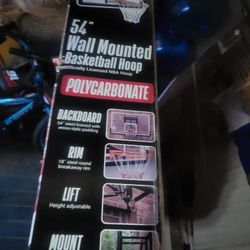 54"
Wall Mounted
Basketball Hoop
Officially Licensed NBA Hoop
POLYCARBONATE
BACKBOARD
54" steel-framed with
arena-style padding
RIM
18" steel round
breakaway rim
LIFT
Height adjustable
MOUNT